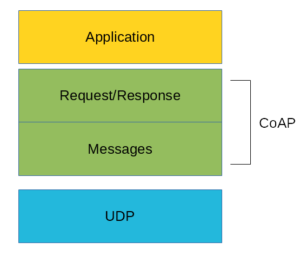 Application
Request/Response
CoAP
Messages
UDP